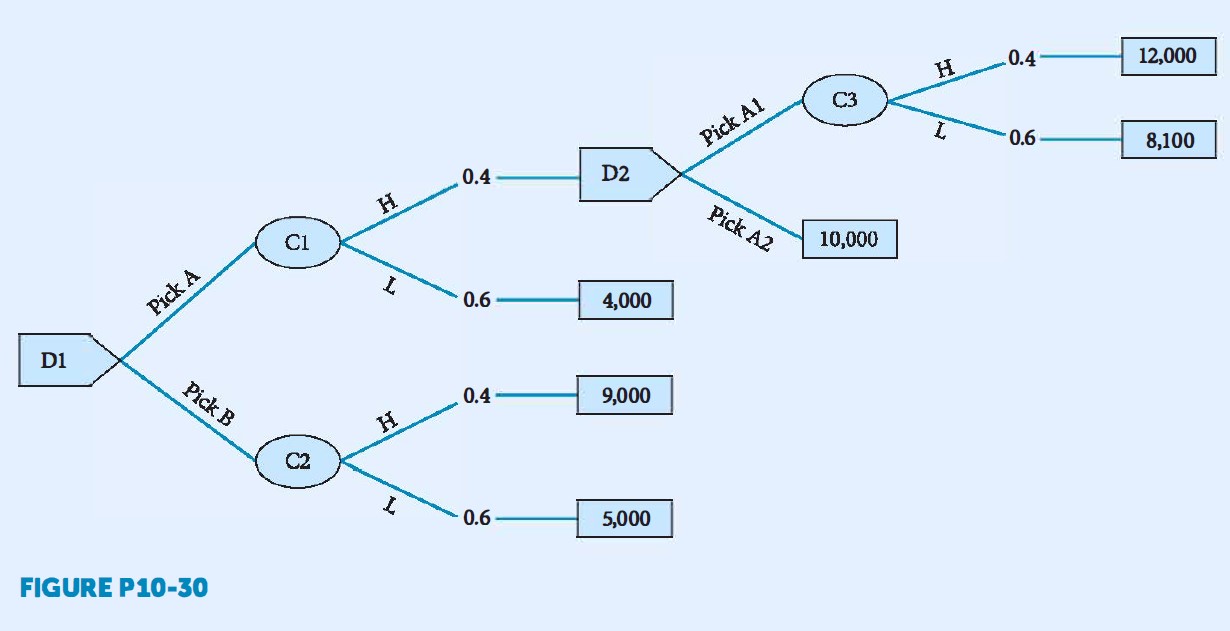 H 0.4 12,000
Pick A1 C3
L 0.6 8,100
H 0.4 D2
Pick A2 10,000
Pick A C1
L 0.6 4,000
D1
H 0.4 9,000
Pick B C2
L 0.6 5,000
FIGURE P10-30